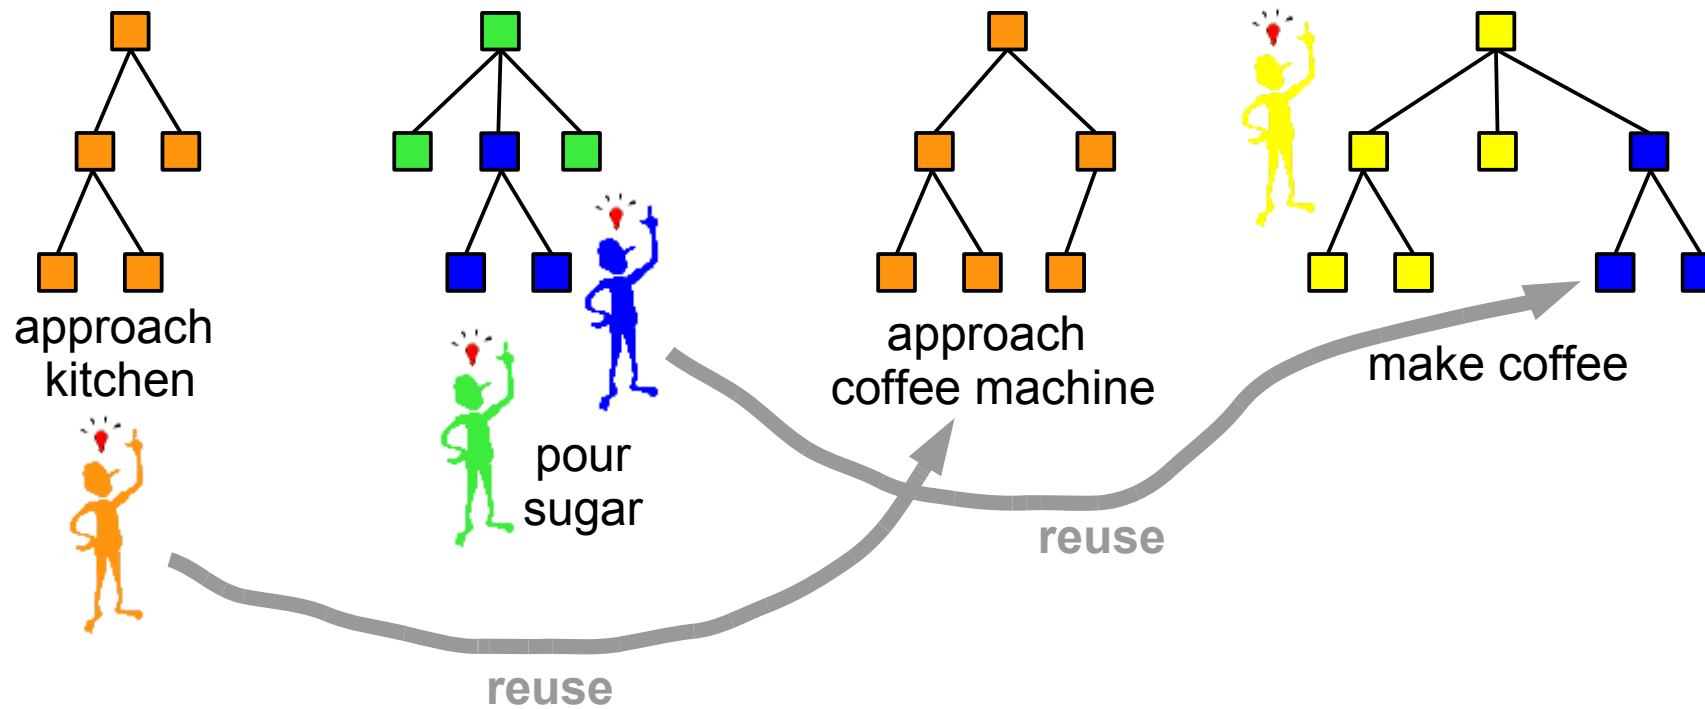 approach
kitchen
pour
sugar
approach
coffee machine
make coffee
reuse
reuse